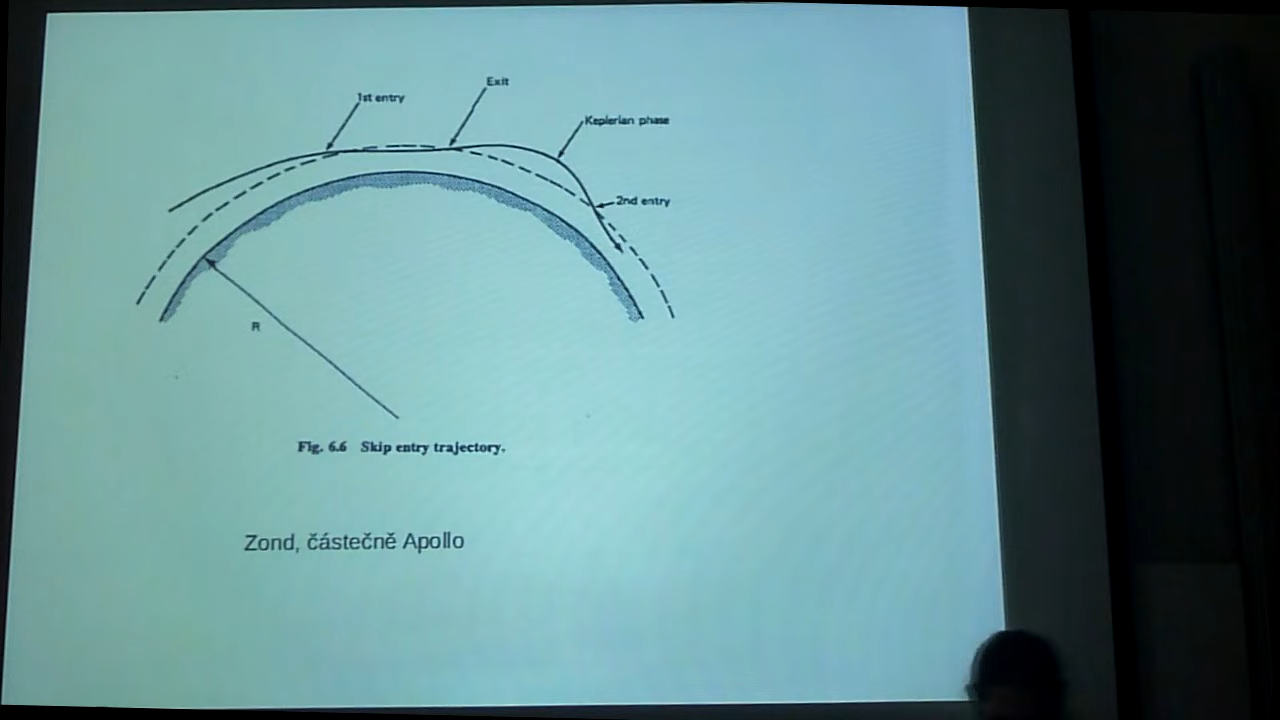 Exit
1st entry
Keplerian phase
2nd entry
R
Fig. 6.6 Skip entry trajectory.
Zond, částečně Apollo